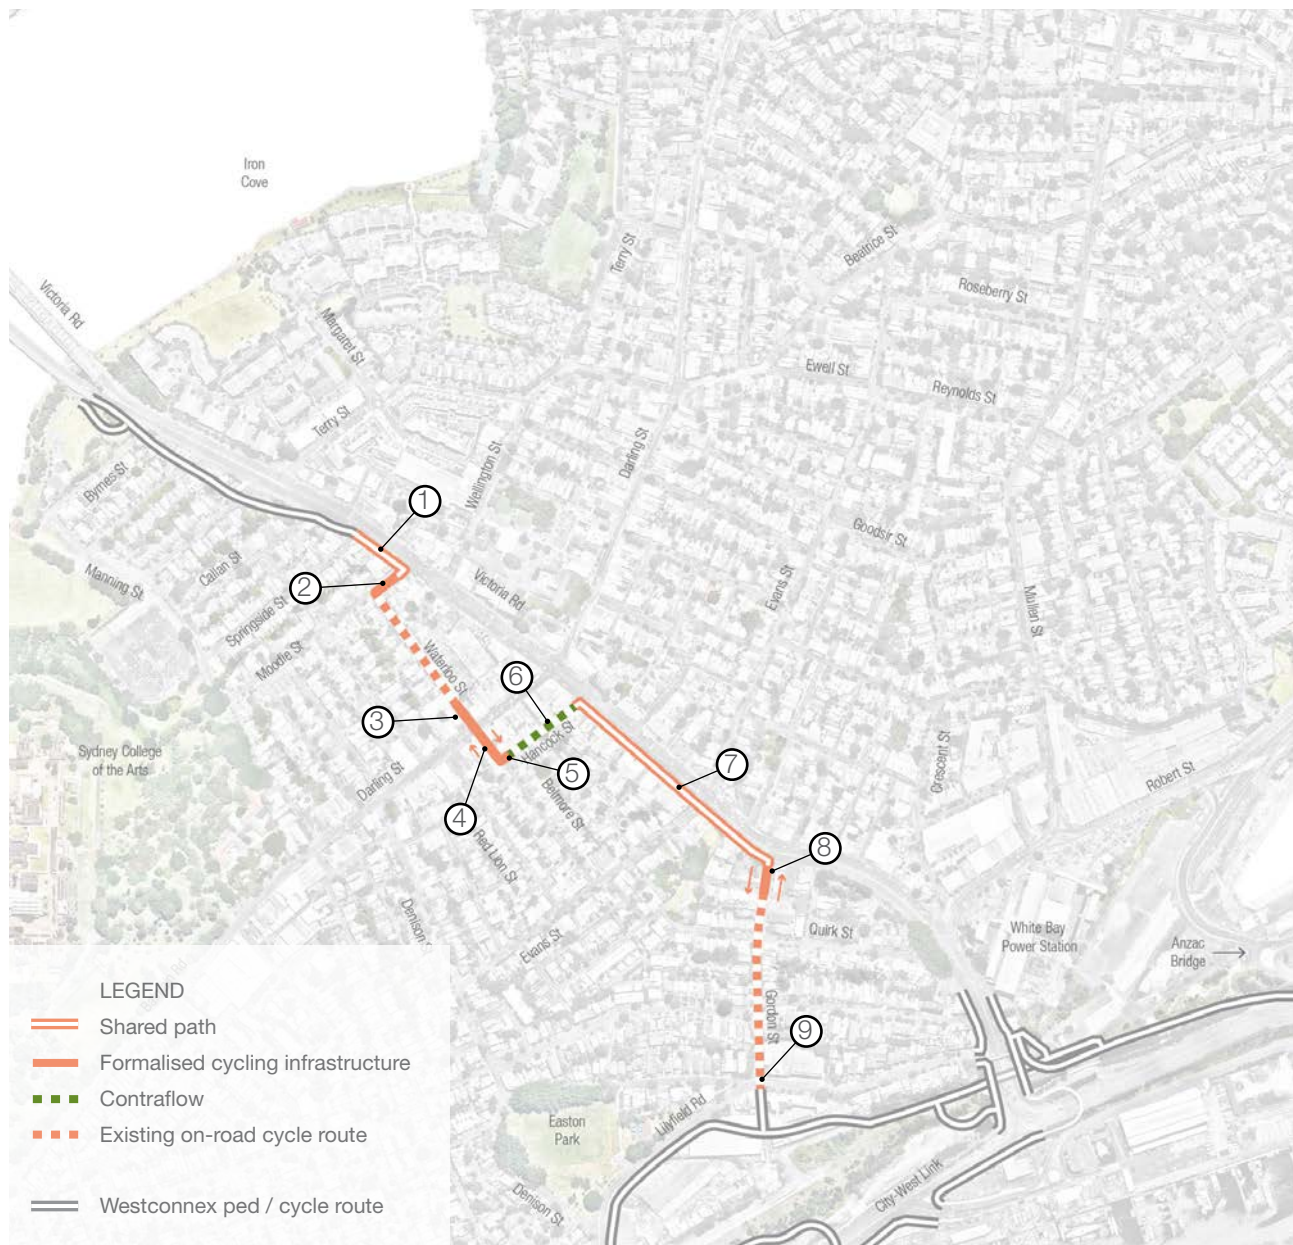 Iron
Cove
Victoria Rd
Terry St
Beatrice St
Roseberry St
Margaret St
Ewell St
Reynolds St
Terry St
Darling St
Wellington St
Byrnes St
1
Goodsir St
Callan St
Manning St
2
Victoria Rd
Evans St
Mullen St
Springside St
Moodie St
Waterloo St
6
3
Hancock St
Sydney College
of the Arts
Darling St
5
7
Crescent St
Robert St
Belmore St
4
Red Lion St
8
Denison
Evans St
Quirk St
White Bay
Power Station
Anzac
Bridge
Gordon St
9
Easton
Park
Lilyfield Rd
Denison St
City-West Link
LEGEND
Shared path
Formalised cycling infrastructure
Contraflow
Existing on-road cycle route
Westconnex ped / cycle route